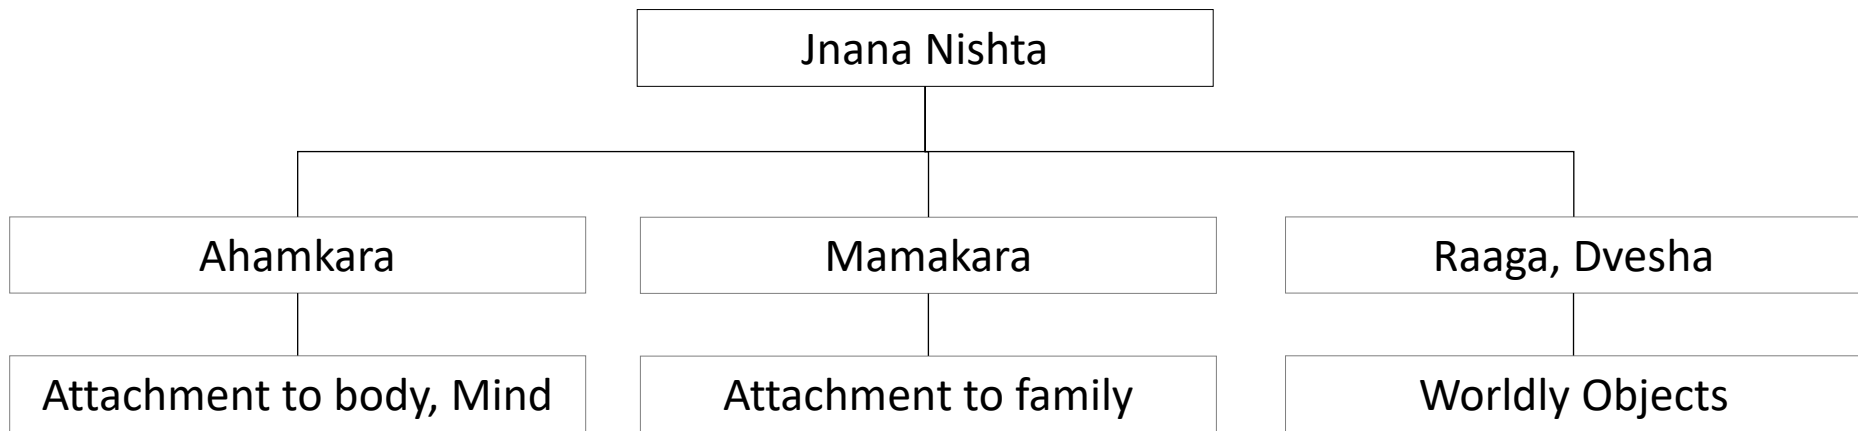 Jnana Nishta
Ahamkara
Mamakara
Raaga, Dvesha
Attachment to body, Mind
Attachment to family
Worldly Objects